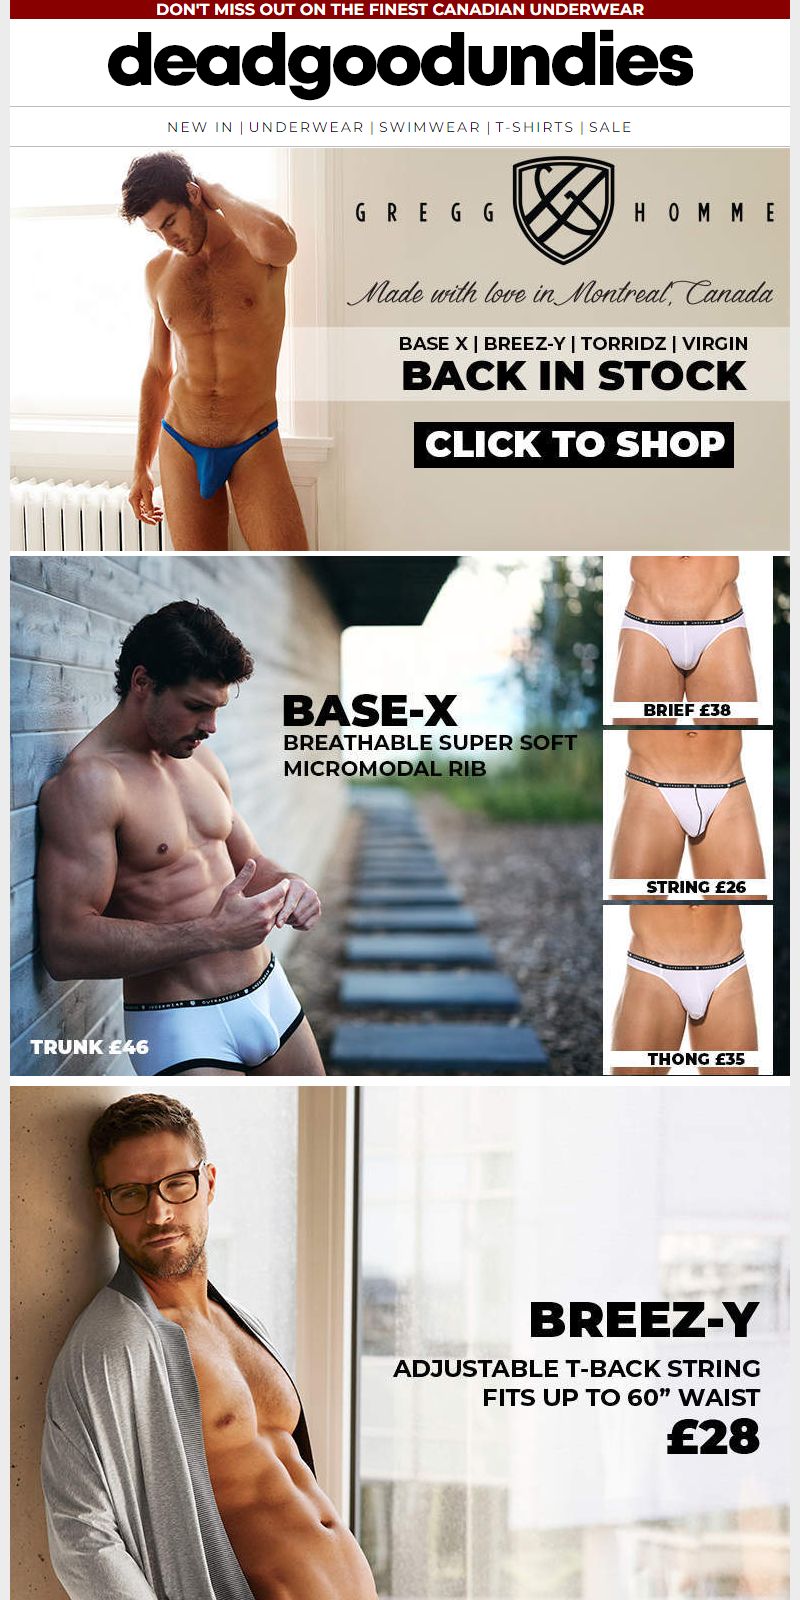 DON'T MISS OUT ON THE FINEST CANADIAN UNDERWEAR
deadgoodundies
NEW IN | UNDERWEAR | SWIMWEAR | T-SHIRTS | SALE
GREGG HOMME
Made with love in Montreal, Canada
BASE X | BREEZ-Y | TORRIDZ | VIRGIN
BACK IN STOCK
CLICK TO SHOP
BASE-X
BREATHABLE SUPER SOFT
MICROMODAL RIB
TRUNK £46
BRIEF £38
STRING £26
THONG £35
BREEZ-Y
ADJUSTABLE T-BACK STRING
FITS UP TO 60” WAIST
£28